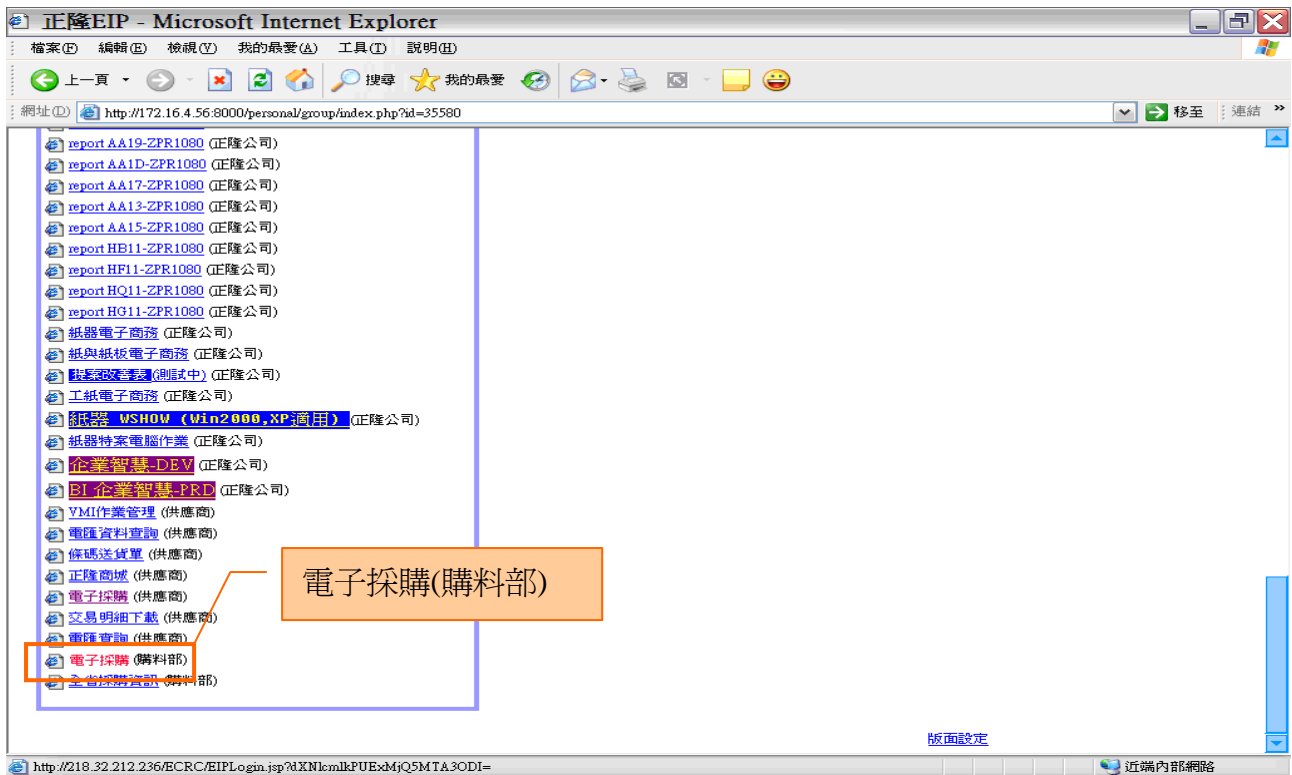 正隆EIP - Microsoft Internet Explorer
檔案(F) 編輯(E) 檢視(V) 我的最愛(A) 工具(T) 說明(H)
上一頁 搜尋 我的最愛
網址(D) http://172.16.4.56:8000/personal/group/index.php?id=35580 移至 連結 »
report AA19-ZPR1080 (正隆公司)
report AA1D-ZPR1080 (正隆公司)
report AA17-ZPR1080 (正隆公司)
report AA13-ZPR1080 (正隆公司)
report AA15-ZPR1080 (正隆公司)
report HB11-ZPR1080 (正隆公司)
report HF11-ZPR1080 (正隆公司)
report HQ11-ZPR1080 (正隆公司)
report HG11-ZPR1080 (正隆公司)
紙器電子商務 (正隆公司)
紙與紙板電子商務 (正隆公司)
提案改善表(測試中) (正隆公司)
工紙電子商務 (正隆公司)
紙器 WSHOW (Win2000,XP適用) (正隆公司)
紙器特案電腦作業 (正隆公司)
企業智慧-DEV (正隆公司)
BI 企業智慧-PRD (正隆公司)
VMI作業管理 (供應商)
電匯資料查詢 (供應商)
條碼送貨單 (供應商)
正隆商城 (供應商)
電子採購(購料部)
電子採購 (供應商)
交易明細下載 (供應商)
電匯查詢 (供應商)
電子採購 (購料部)
全省採購資訊 (購料部)
版面設定
http://218.32.212.236/ECRC/EIPLogin.jsp?dXNlcmlkPUExMjQ5MTA3ODI= 近端內部網路